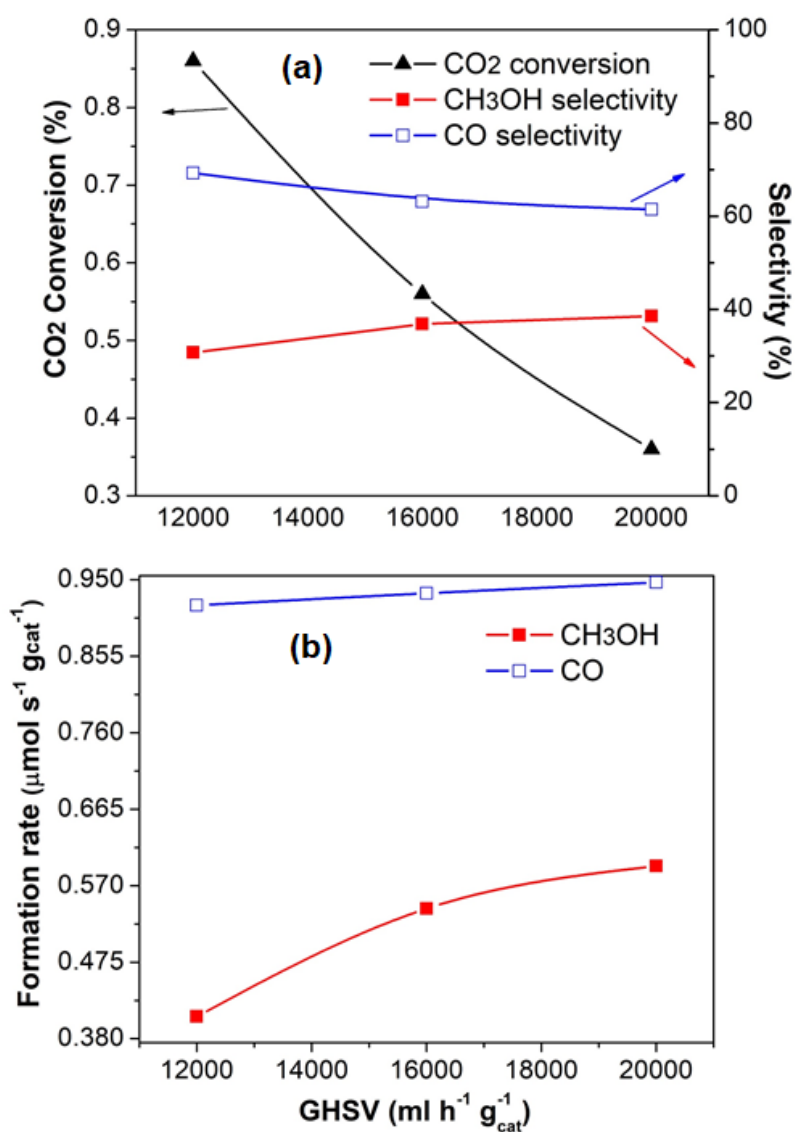 (a)
CO2 conversion
CH3OH selectivity
CO selectivity
CO2 Conversion (%)
0.9
0.8
0.7
0.6
0.5
0.4
0.3
Selectivity (%)
100
80
60
40
20
0
12000 14000 16000 18000 20000
(b)
CH3OH
CO
Formation rate (μmol s-1 gcat-1)
0.950
0.855
0.760
0.665
0.570
0.475
0.380
12000 14000 16000 18000 20000
GHSV (ml h-1 g-1cat)